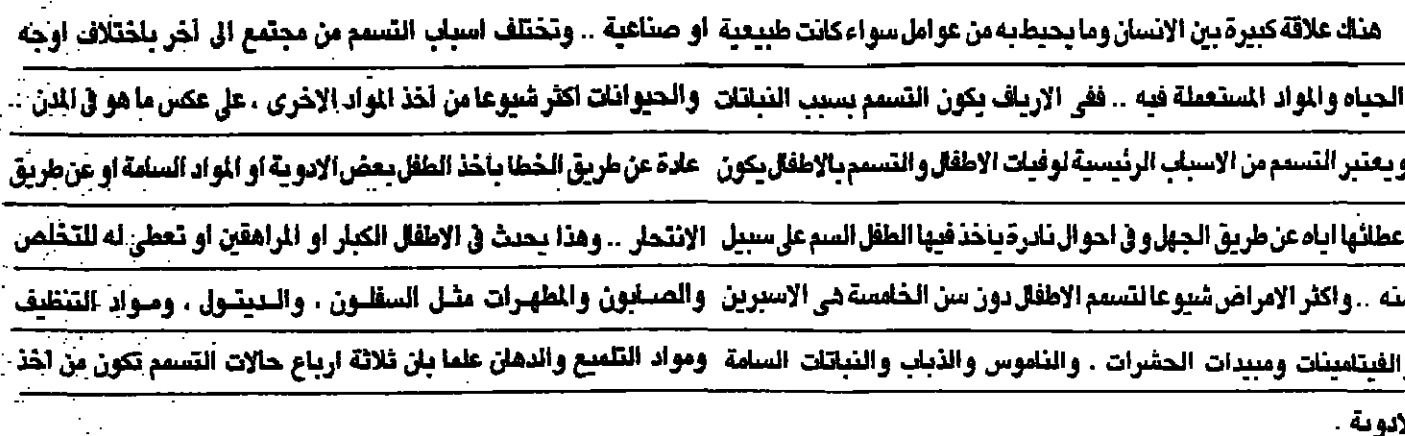 هناك علاقة كبيرة بين الانسان وما يحيط به من عوامل سواء كانت طبيعية او صناعية .. وتختلف اسباب التسمم من مجتمع الى آخر باختلاف اوجه
الحياه والمواد المستعملة فيه .. ففى الارياف يكون التسمم بسبب النباتات والحيوانات اكثر شيوعا من أخذ المواد الاخرى ، على عكس ما هو في المدن ..
ويعتبر التسمم من الاسباب الرئيسية لوفيات الاطفال والتسمم بالاطفال يكون عادة عن طريق الخطا بأخذ الطفل بعض الادوية او المواد السامة او عن طريق
عطائها اياه عن طريق الجهل وفي احوال نادرة يأخذ فيها الطفل السم على سبيل الانتحار .. وهذا يحدث في الاطفال الكبار او المراهقين او تعطى له للتخلص
منه .. واكثر الامراض شيوعا لتسمم الاطفال دون سن الخامسة هى الاسبرين والصابون والمطهرات مثل السفلون ، والديتول ، ومواد التنظيف
الفيتامينات ومبيدات الحشرات . والناموس والذباب والنباتات السامة ومواد التلميع والدهان علما بان ثلاثة ارباع حالات التسمم تكون من أخذ
لادوية .